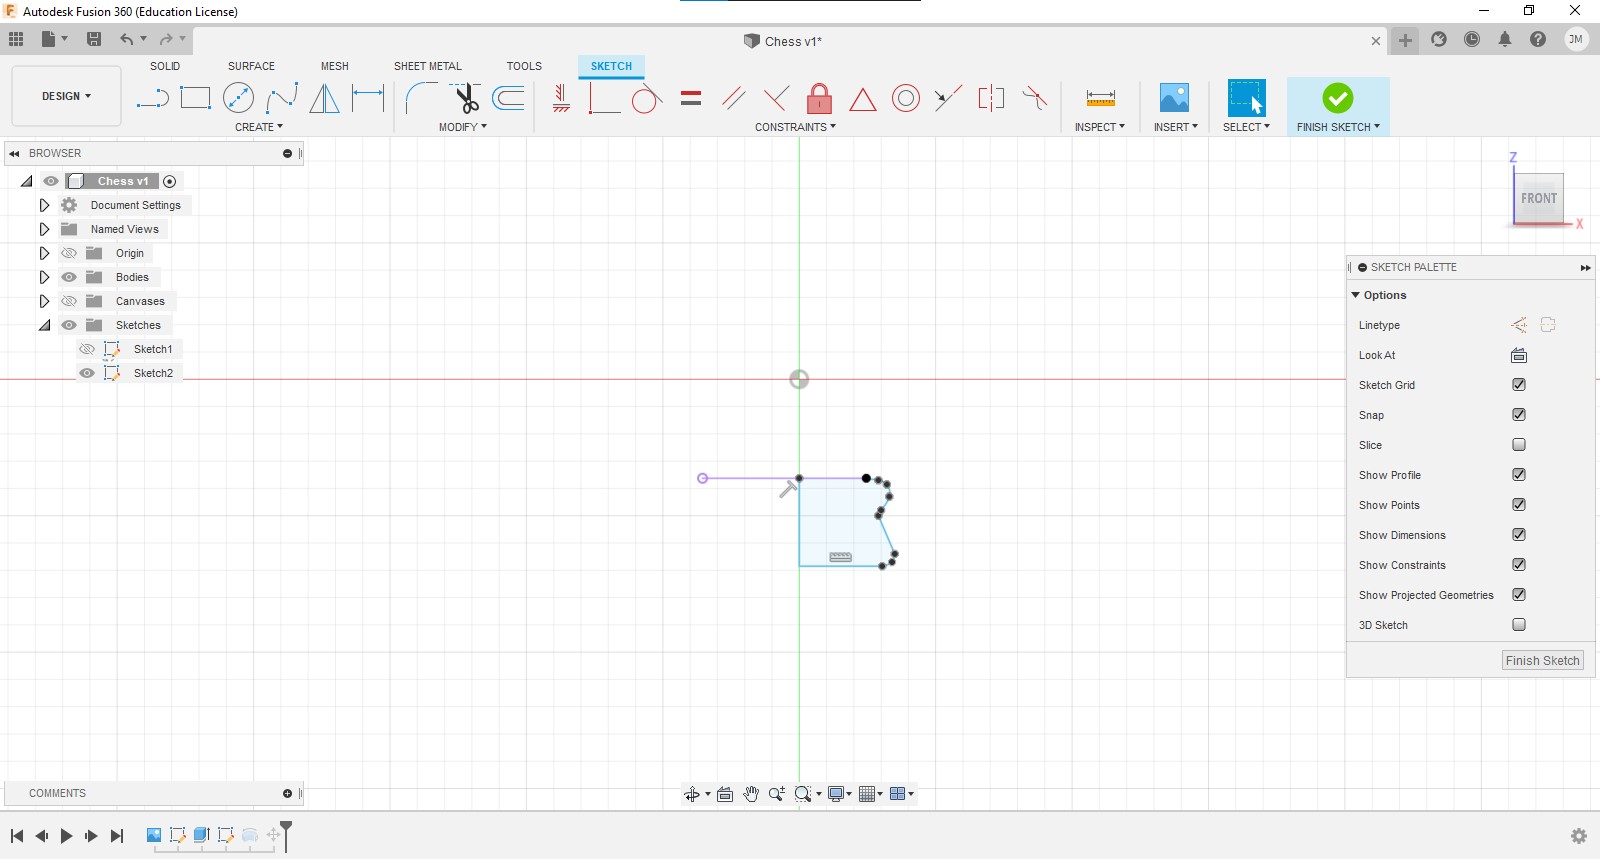 Autodesk Fusion 360 (Education License)
Chess v1*
JM
SOLID SURFACE MESH SHEET METAL TOOLS SKETCH
DESIGN
CREATE MODIFY CONSTRAINTS INSPECT INSERT SELECT FINISH SKETCH
BROWSER
Chess v1
Document Settings
Named Views
Origin
Bodies
Canvases
Sketches
Sketch1
Sketch2
Z
FRONT
X
SKETCH PALETTE
Options
Linetype
Look At
Sketch Grid
Snap
Slice
Show Profile
Show Points
Show Dimensions
Show Constraints
Show Projected Geometries
3D Sketch
Finish Sketch
COMMENTS